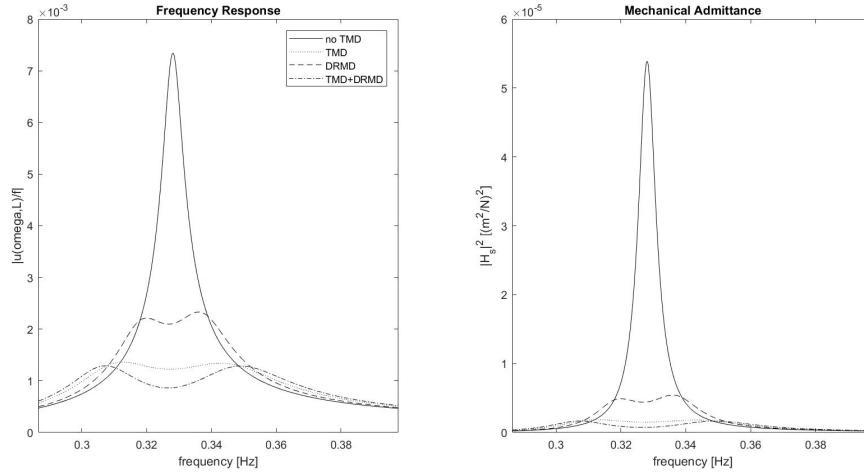 Frequency Response
8 ×10⁻³
7
6
5
4
3
2
1
0
0.3 0.32 0.34 0.36 0.38
frequency [Hz]
|u(omega,L)/f|
no TMD
TMD
DRMD
TMD+DRMD
Mechanical Admittance
6 ×10⁻⁵
5
4
3
2
1
0
0.3 0.32 0.34 0.36 0.38
frequency [Hz]
|Hₛ|² [(m²/N)²]